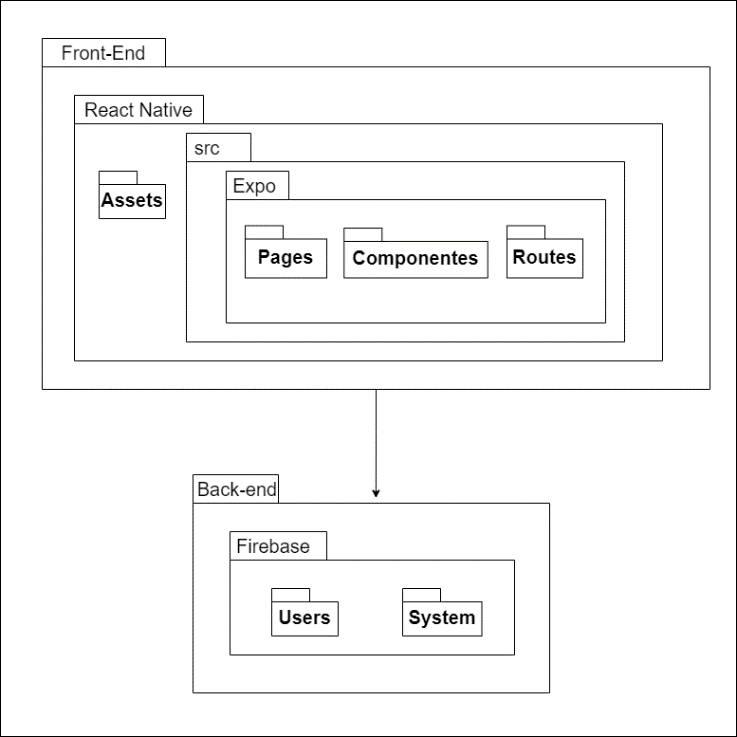 Front-End
React Native
src
Assets
Expo
Pages
Componentes
Routes
Back-end
Firebase
Users
System